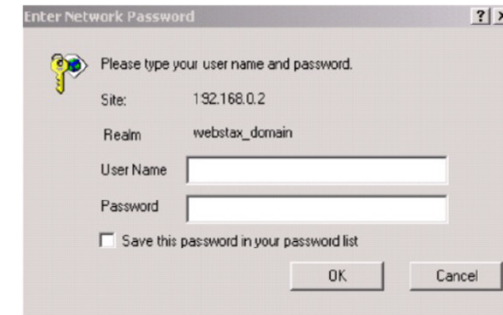 Enter Network Password
Please type your user name and password.
Site: 192.168.0.2
Realm webstax_domain
User Name
Password
Save this password in your password list
OK Cancel